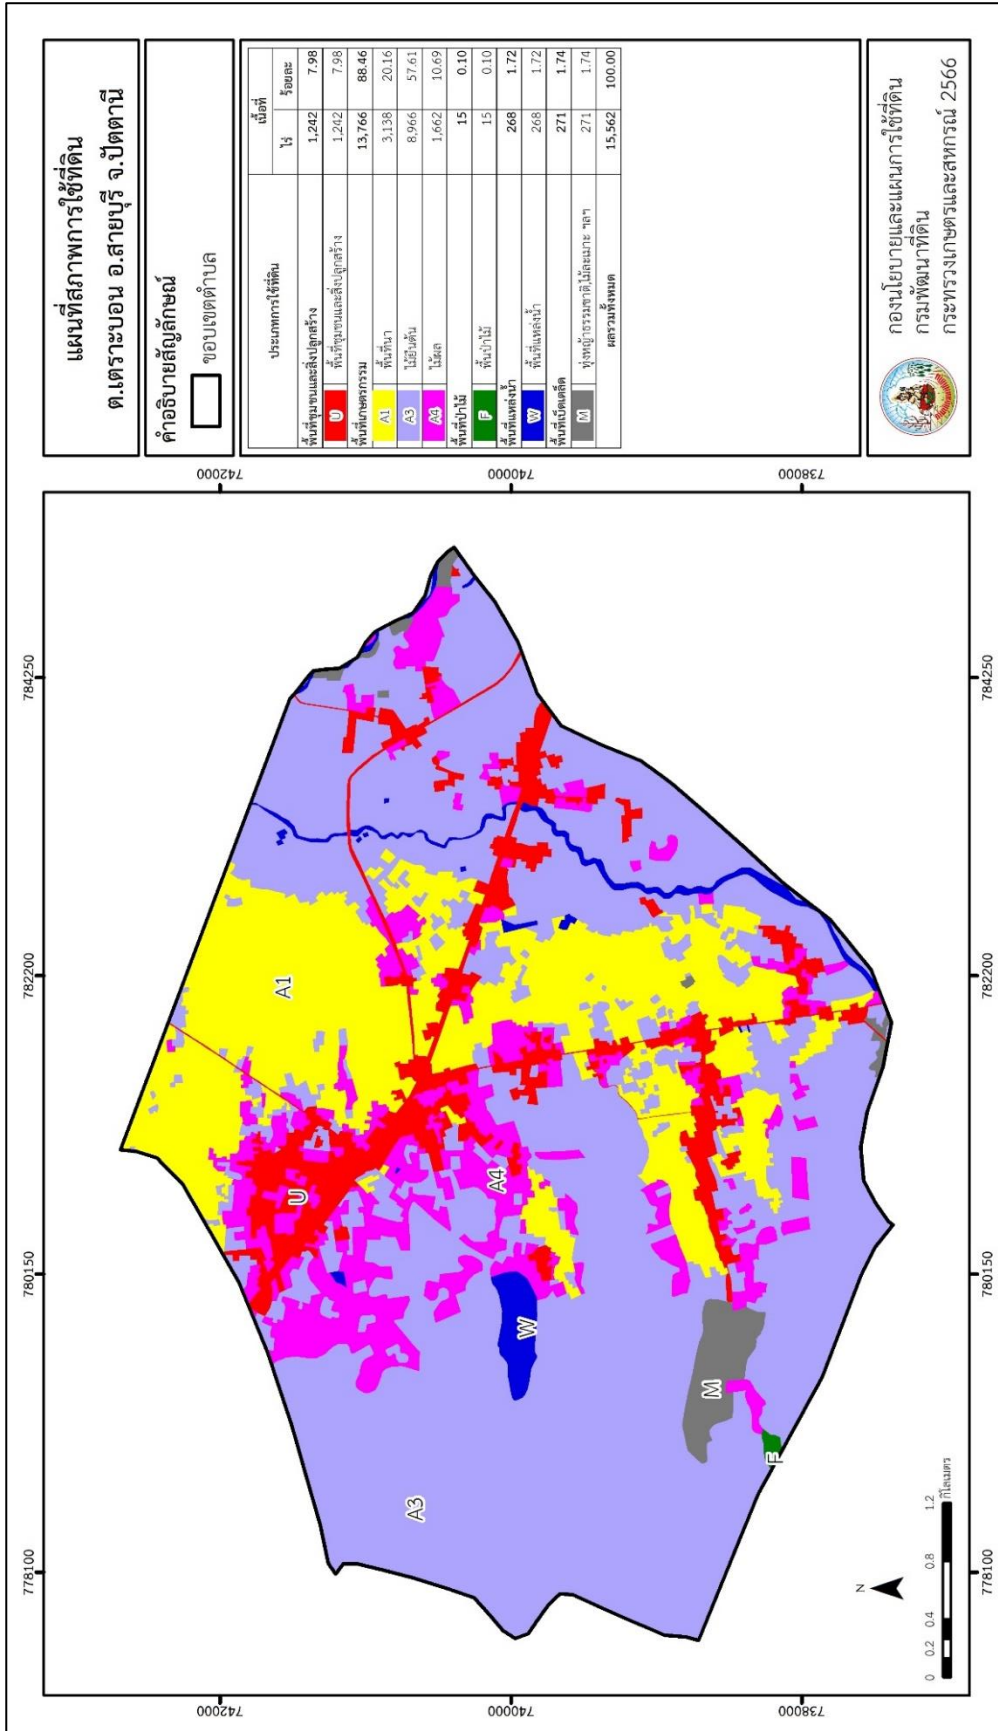 แผนที่สภาพการใช้ที่ดิน
ต.เตราะบอน อ.สายบุรี จ.ปัตตานี
คำอธิบายสัญลักษณ์
ขอบเขตตำบล
ประเภทการใช้ที่ดิน เนื้อที่
ไร่ ร้อยละ
พื้นที่ชุมชนและสิ่งปลูกสร้าง 1,242 7.98
U พื้นที่ชุมชนและสิ่งปลูกสร้าง 1,242 7.98
พื้นที่เกษตรกรรม 13,766 88.46
A1 พื้นที่นา 3,138 20.16
A3 ไม้ยืนต้น 8,966 57.61
A4 ไม้ผล 1,662 10.69
พื้นที่ป่าไม้ 15 0.10
F พื้นป่าไม้ 15 0.10
พื้นที่แหล่งน้ำ 268 1.72
W พื้นที่แหล่งน้ำ 268 1.72
พื้นที่เบ็ดเตล็ด 271 1.74
M ทุ่งหญ้าธรรมชาติ,ไม้ละเมาะ ฯลฯ 271 1.74
ผลรวมทั้งหมด 15,562 100.00
กองนโยบายและแผนการใช้ที่ดิน
กรมพัฒนาที่ดิน
กระทรวงเกษตรและสหกรณ์ 2566
778100 780150 782200 784250
742000 742000
740000 740000
738000 738000
A1
U
A4
W
A3
M
F
N
0 0.2 0.4 0.8 1.2
กิโลเมตร
778100 780150 782200 784250